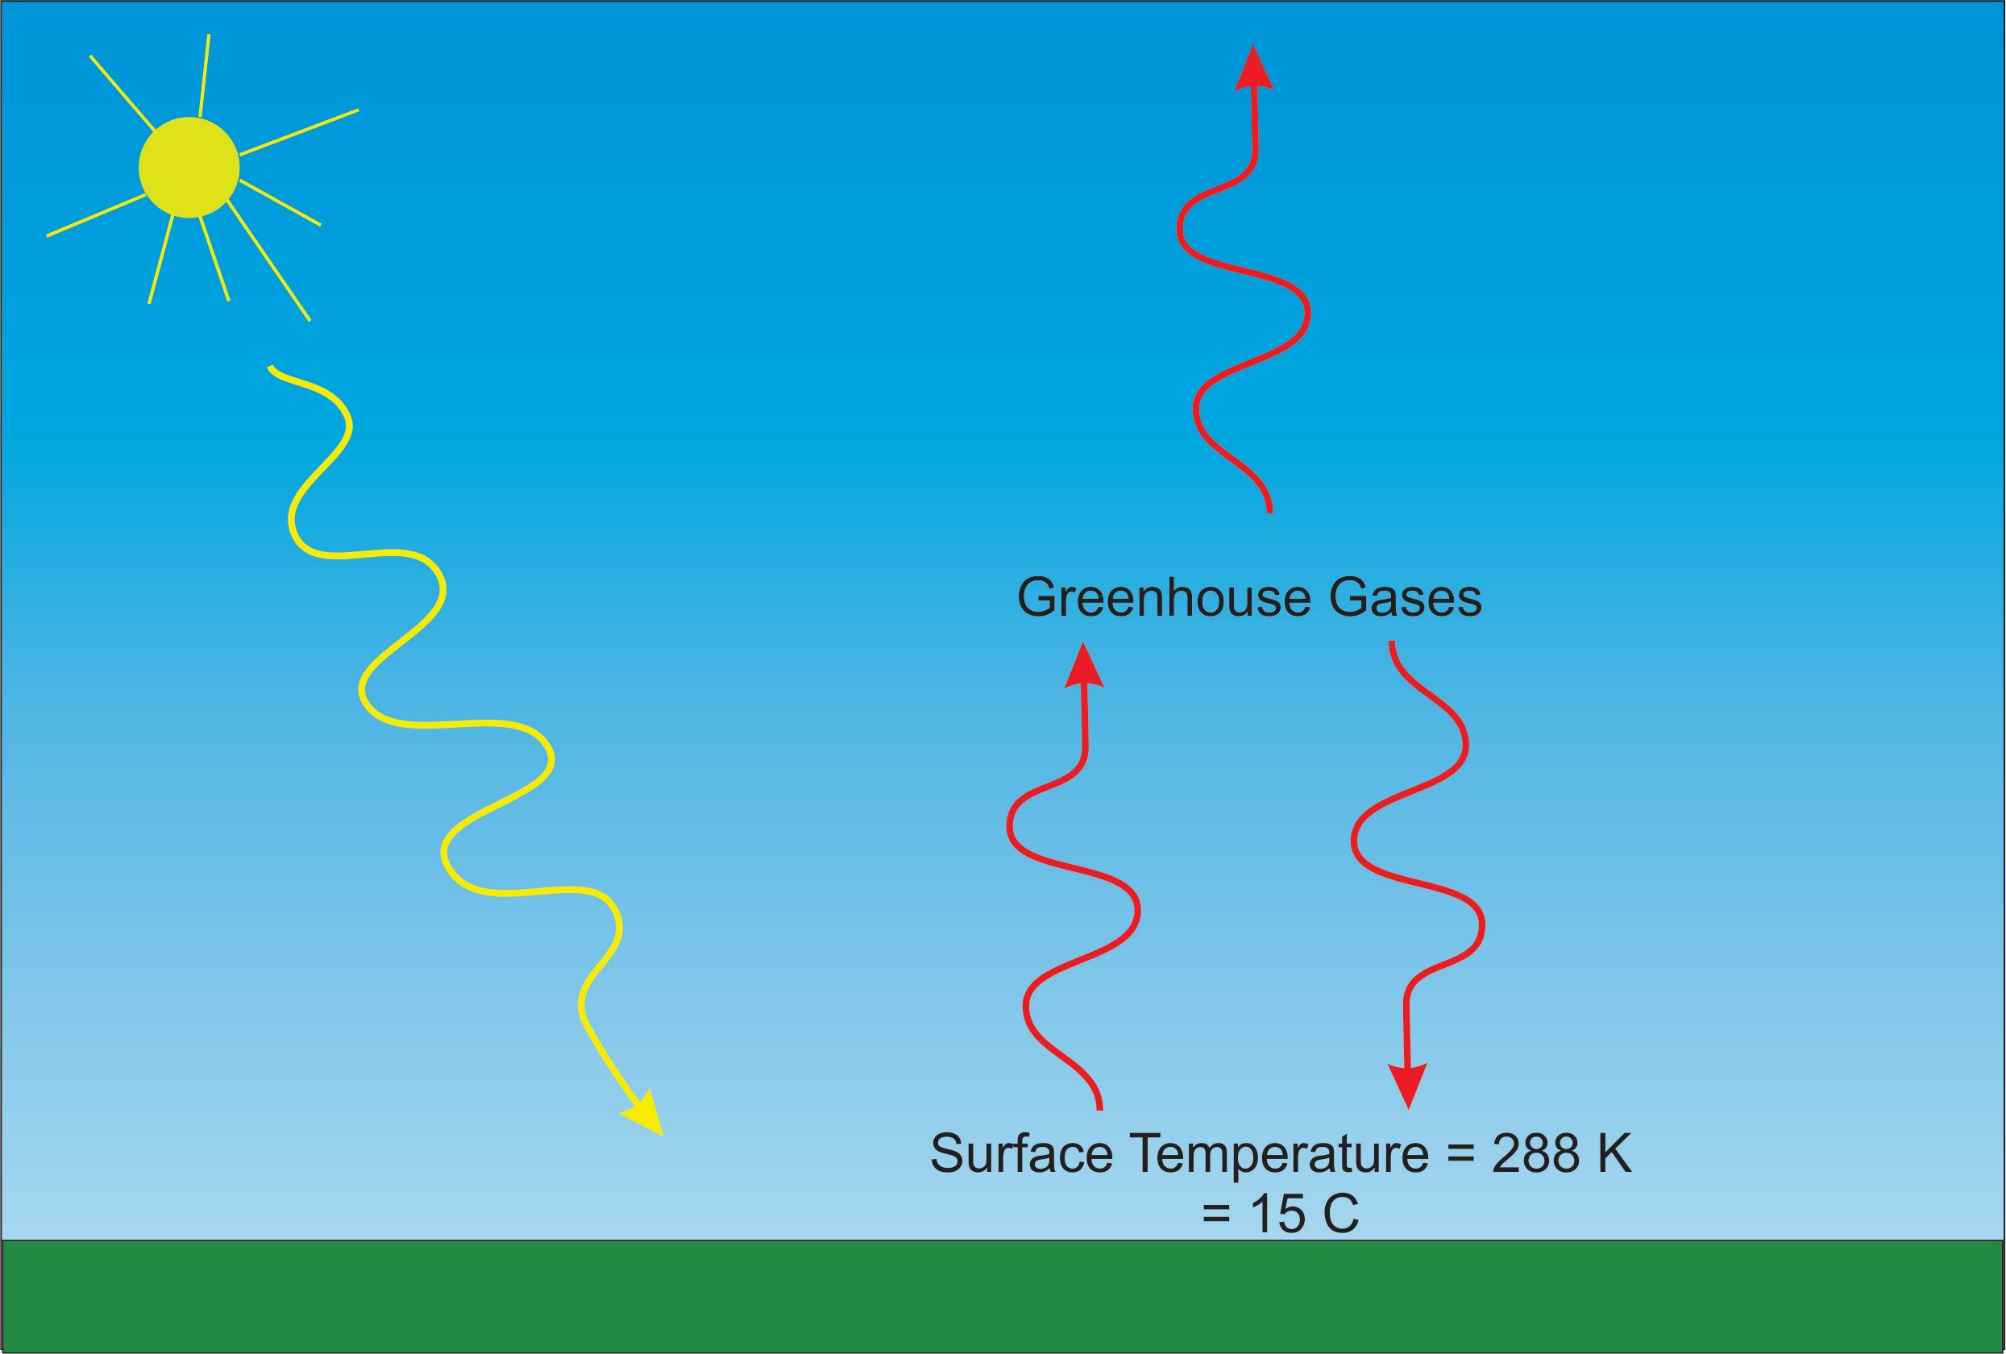 Greenhouse Gases
Surface Temperature = 288 K
= 15 C